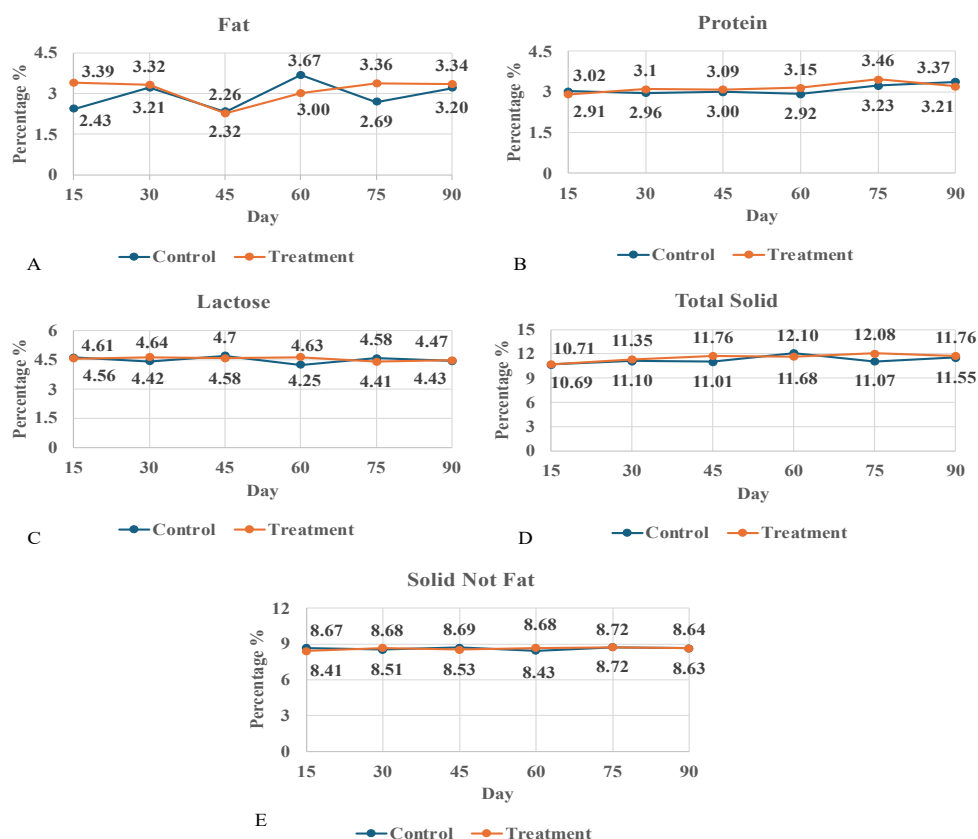 Fat
Percentage %
4.5
3
1.5
0
3.39 3.32 2.26 3.67 3.36 3.34
2.43 3.21 2.32 3.00 2.69 3.20
15 30 45 60 75 90
Day
Control Treatment
A
Protein
Percentage %
4.5
3
1.5
0
3.02 3.1 3.09 3.15 3.46 3.37
2.91 2.96 3.00 2.92 3.23 3.21
15 30 45 60 75 90
Day
Control Treatment
B
Lactose
Percentage %
6
4.5
3
1.5
0
4.61 4.64 4.7 4.63 4.58 4.47
4.56 4.42 4.58 4.25 4.41 4.43
15 30 45 60 75 90
Day
Control Treatment
C
Total Solid
Percentage %
15
12
9
6
3
0
10.71 11.35 11.76 12.10 12.08 11.76
10.69 11.10 11.01 11.68 11.07 11.55
15 30 45 60 75 90
Day
Control Treatment
D
Solid Not Fat
Percentage %
12
9
6
3
0
8.67 8.68 8.69 8.68 8.72 8.64
8.41 8.51 8.53 8.43 8.72 8.63
15 30 45 60 75 90
Day
Control Treatment
E